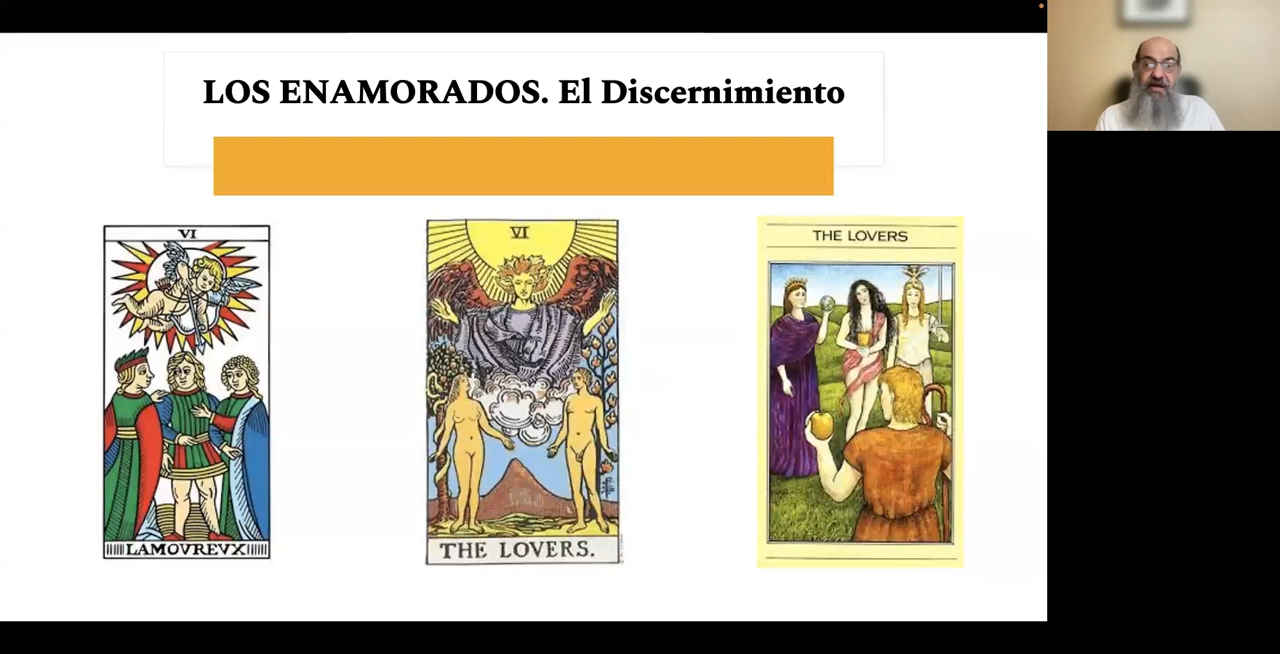 LOS ENAMORADOS. El Discernimiento
VI
LAMOVREVX
VI
THE LOVERS.
THE LOVERS